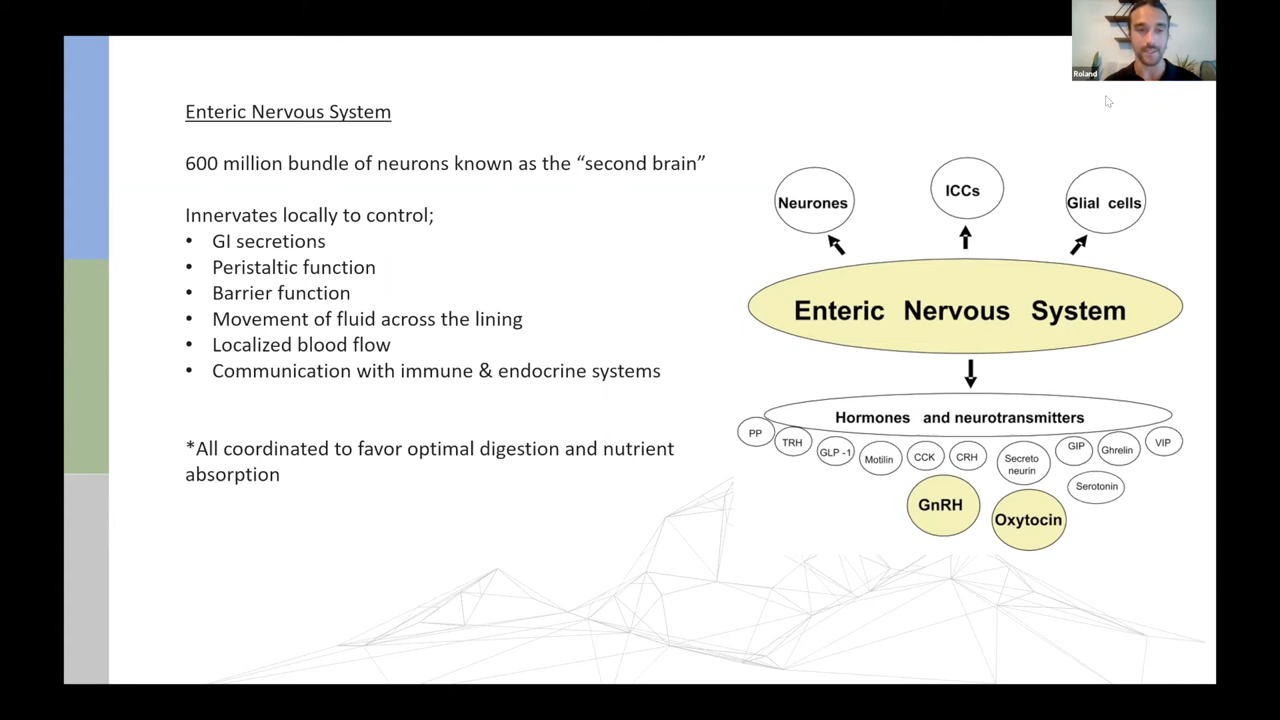 Roland
Enteric Nervous System
600 million bundle of neurons known as the “second brain”
Innervates locally to control;
• GI secretions
• Peristaltic function
• Barrier function
• Movement of fluid across the lining
• Localized blood flow
• Communication with immune & endocrine systems
*All coordinated to favor optimal digestion and nutrient
absorption
Neurones
ICCs
Glial cells
Enteric Nervous System
Hormones and neurotransmitters
PP
TRH
GLP -1
Motilin
CCK
CRH
Secreto
neurin
GIP
Ghrelin
VIP
Serotonin
GnRH
Oxytocin